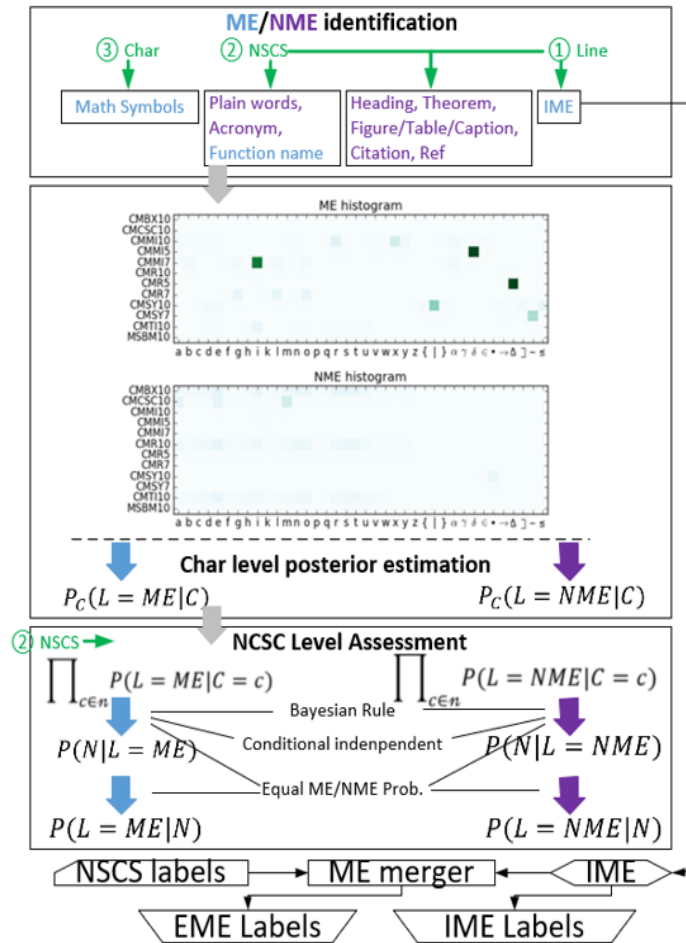 ME/NME identification
③ Char
② NSCS
① Line
Math Symbols
Plain words,
Acronym,
Function name
Heading, Theorem,
Figure/Table/Caption,
Citation, Ref
IME
ME histogram
CMBX10
CMCSC10
CMMI10
CMMI5
CMMI7
CMR10
CMR5
CMR7
CMSY10
CMSY7
CMTI10
MSBM10
a b c d e f g h i k l m n o p q r s t u v w x y z { | } α γ δ ∈ • → Δ ] − ≤
NME histogram
CMBX10
CMCSC10
CMMI10
CMMI5
CMMI7
CMR10
CMR5
CMR7
CMSY10
CMSY7
CMTI10
MSBM10
a b c d e f g h i k l m n o p q r s t u v w x y z { | } α γ δ ∈ • → Δ ] − ≤
Char level posterior estimation
P_C(L = ME|C)
P_C(L = NME|C)
② NSCS
NCSC Level Assessment
∏_{c∈n} P(L = ME|C = c)
∏_{c∈n} P(L = NME|C = c)
Bayesian Rule
P(N|L = ME)
Conditional indenpendent
P(N|L = NME)
Equal ME/NME Prob.
P(L = ME|N)
P(L = NME|N)
NSCS labels
ME merger
IME
EME Labels
IME Labels